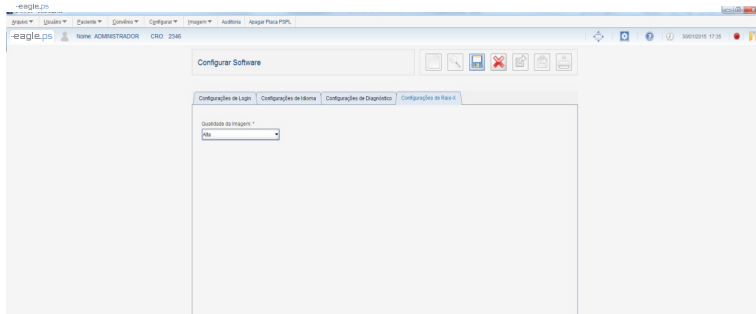 -eagle.ps
Arquivo Usuário Paciente Convênio Configurar Imagem Auditoria Apagar Placa PSPL
-eagle.ps Nome: ADMINISTRADOR CRO: 2346 30/01/2015 17:35
Configurar Software
Configurações de Login Configurações de Idioma Configurações de Diagnóstico Configurações de Raio-X
Qualidade da Imagem: *
Alta